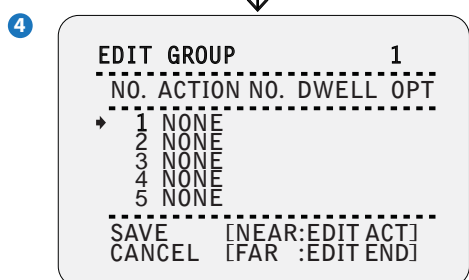 4
EDIT GROUP 1
NO. ACTION NO. DWELL OPT
1 NONE
2 NONE
3 NONE
4 NONE
5 NONE
SAVE [NEAR:EDIT ACT]
CANCEL [FAR :EDIT END]